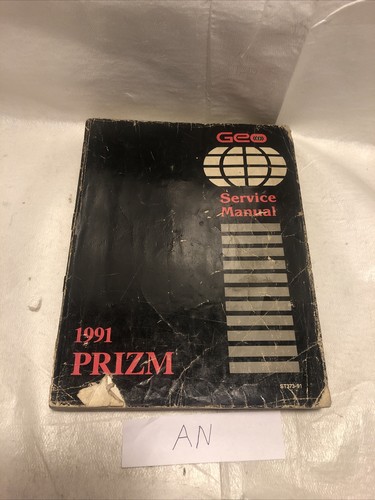 Geo
Service
Manual
1991
PRIZM
ST373-91
AN